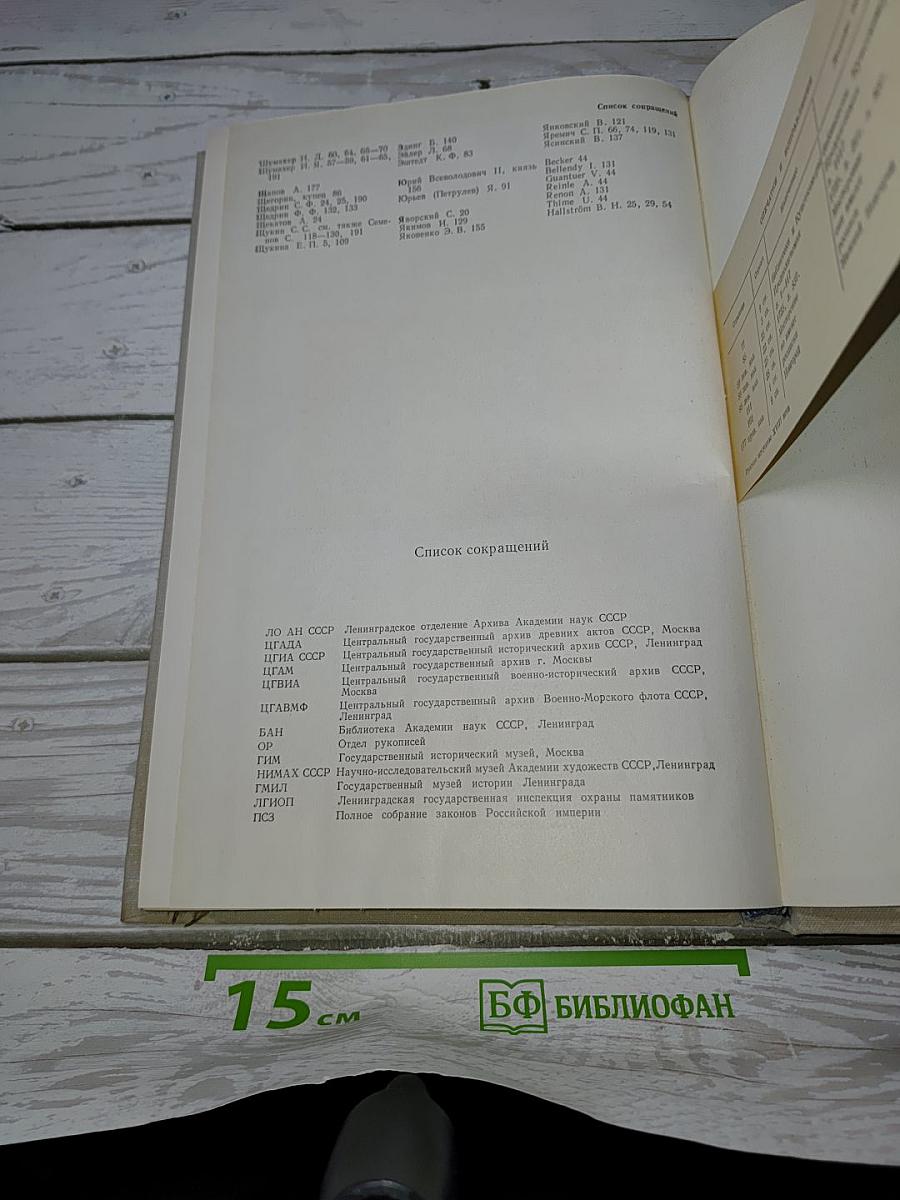 Список сокращений
Шумахер И. Д. 60, 64, 68—70
Шумахер И. Я. 57—59, 61—65,
191
Щапов А. 177
Щегорин, купец 86
Щедрин С. Ф. 24, 25, 190
Щедрин Ф. Ф. 132, 133
Щекатов А. 24
Щукин С. С. см. также Семе-
нов С. 118—130, 191
Щукина Е. П. 5, 109
Эдинг Б. 140
Эйлер Л. 68
Экптедт К. Ф. 83
Юрий Всеволодович II, князь
156
Юрьев (Петрулев) Я. 91
Яворский С. 20
Якимов И. 129
Яковенко Э. В. 155
Янковский В. 121
Яремич С. П. 66, 74, 119, 131
Ясинский В. 137
Becker 44
Bellendy I. 131
Guantuer V. 44
Reinle A. 44
Renon A. 131
Thime U. 44
Hallström B. H. 25, 29, 54
Список сокращений
ЛО АН СССР Ленинградское отделение Архива Академии наук СССР
ЦГАДА Центральный государственный архив древних актов СССР, Москва
ЦГИА СССР Центральный государственный исторический архив СССР, Ленинград
ЦГАМ Центральный государственный архив г. Москвы
ЦГВИА Центральный государственный военно-исторический архив СССР,
Москва
ЦГАВМФ Центральный государственный архив Военно-Морского флота СССР,
Ленинград
БАН Библиотека Академии наук СССР, Ленинград
ОР Отдел рукописей
ГИМ Государственный исторический музей, Москва
НИМАХ СССР Научно-исследовательский музей Академии художеств СССР,Ленинград
ГМИЛ Государственный музей истории Ленинграда
ЛГИОП Ленинградская государственная инспекция охраны памятников
ПСЗ Полное собрание законов Российской империи
15 см
БФ БИБЛИОФАН